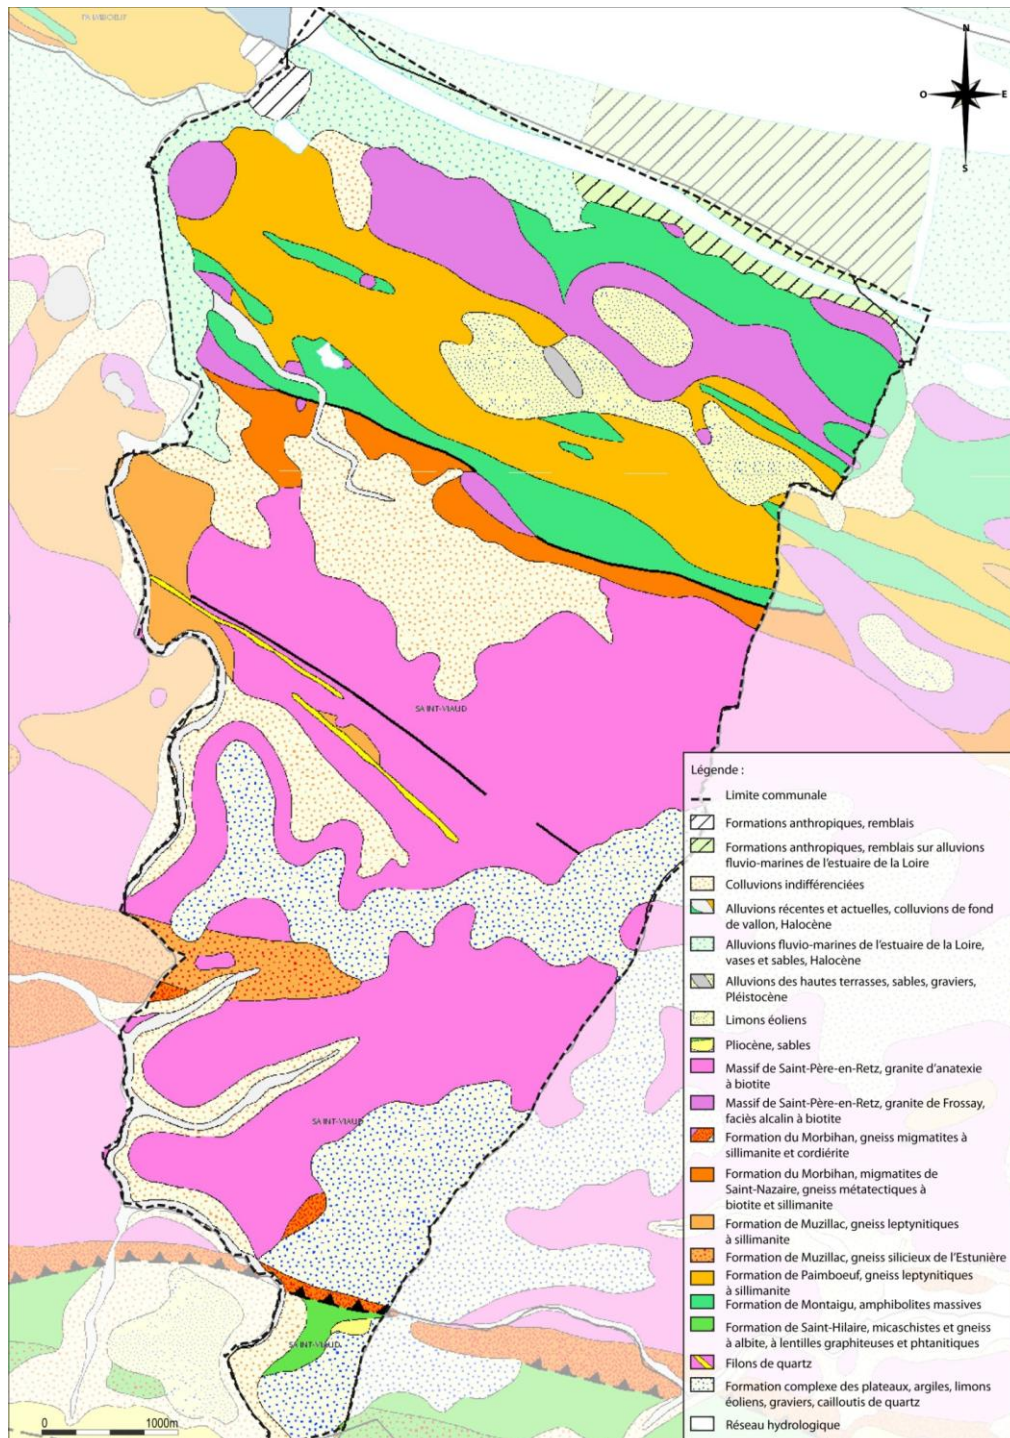 PAIMBOEUF
N
O
E
S
SAINT-VIAUD
SAINT-VIAUD
SAINT-VIAUD
0
1000m
Légende :
Limite communale
Formations anthropiques, remblais
Formations anthropiques, remblais sur alluvions
fluvio-marines de l'estuaire de la Loire
Colluvions indifférenciées
Alluvions récentes et actuelles, colluvions de fond
de vallon, Halocène
Alluvions fluvio-marines de l'estuaire de la Loire,
vases et sables, Halocène
Alluvions des hautes terrasses, sables, graviers,
Pléistocène
Limons éoliens
Pliocène, sables
Massif de Saint-Père-en-Retz, granite d'anatexie
à biotite
Massif de Saint-Père-en-Retz, granite de Frossay,
faciès alcalin à biotite
Formation du Morbihan, gneiss migmatites à
sillimanite et cordiérite
Formation du Morbihan, migmatites de
Saint-Nazaire, gneiss métatectiques à
biotite et sillimanite
Formation de Muzillac, gneiss leptynitiques
à sillimanite
Formation de Muzillac, gneiss silicieux de l'Estunière
Formation de Paimboeuf, gneiss leptynitiques
à sillimanite
Formation de Montaigu, amphibolites massives
Formation de Saint-Hilaire, micaschistes et gneiss
à albite, à lentilles graphiteuses et phtanitiques
Filons de quartz
Formation complexe des plateaux, argiles, limons
éoliens, graviers, cailloutis de quartz
Réseau hydrologique